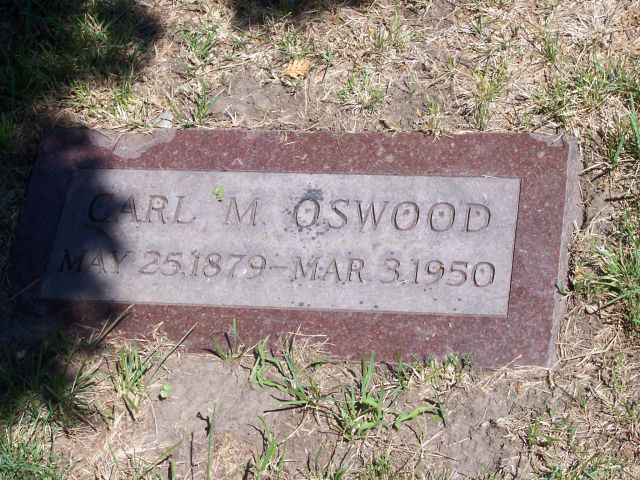 CARL M. OSWOOD
MAY 25, 1879 - MAR. 3, 1950